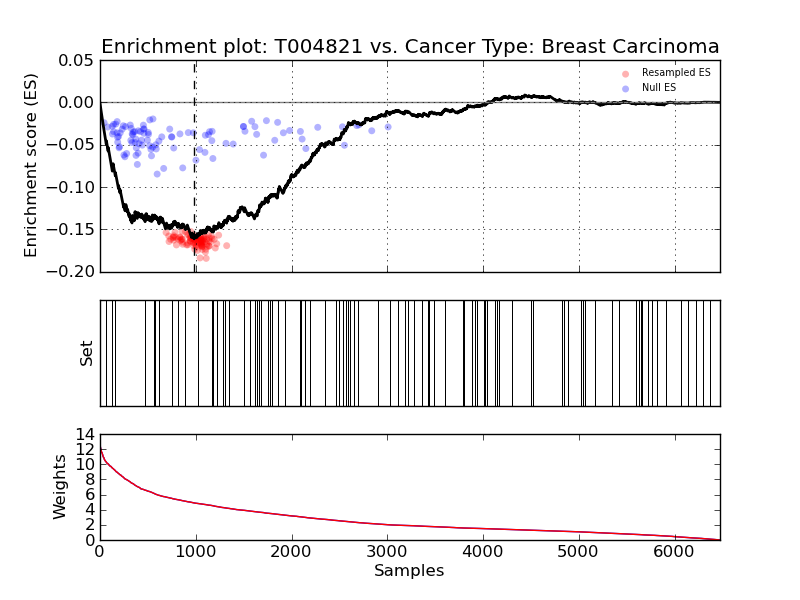 Enrichment plot: T004821 vs. Cancer Type: Breast Carcinoma
Enrichment score (ES)
0.05
0.00
−0.05
−0.10
−0.15
−0.20
Resampled ES
Null ES
Set
Weights
14
12
10
8
6
4
2
0
0 1000 2000 3000 4000 5000 6000
Samples